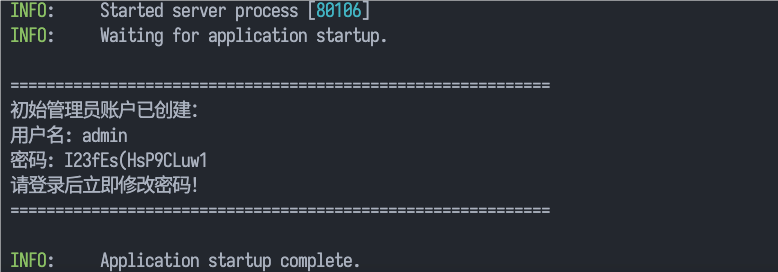 INFO:     Started server process [80106]
INFO:     Waiting for application startup.
============================================================
初始管理员账户已创建:
用户名: admin
密码: I23fEs(HsP9CLuw1
请登录后立即修改密码!
============================================================
INFO:     Application startup complete.